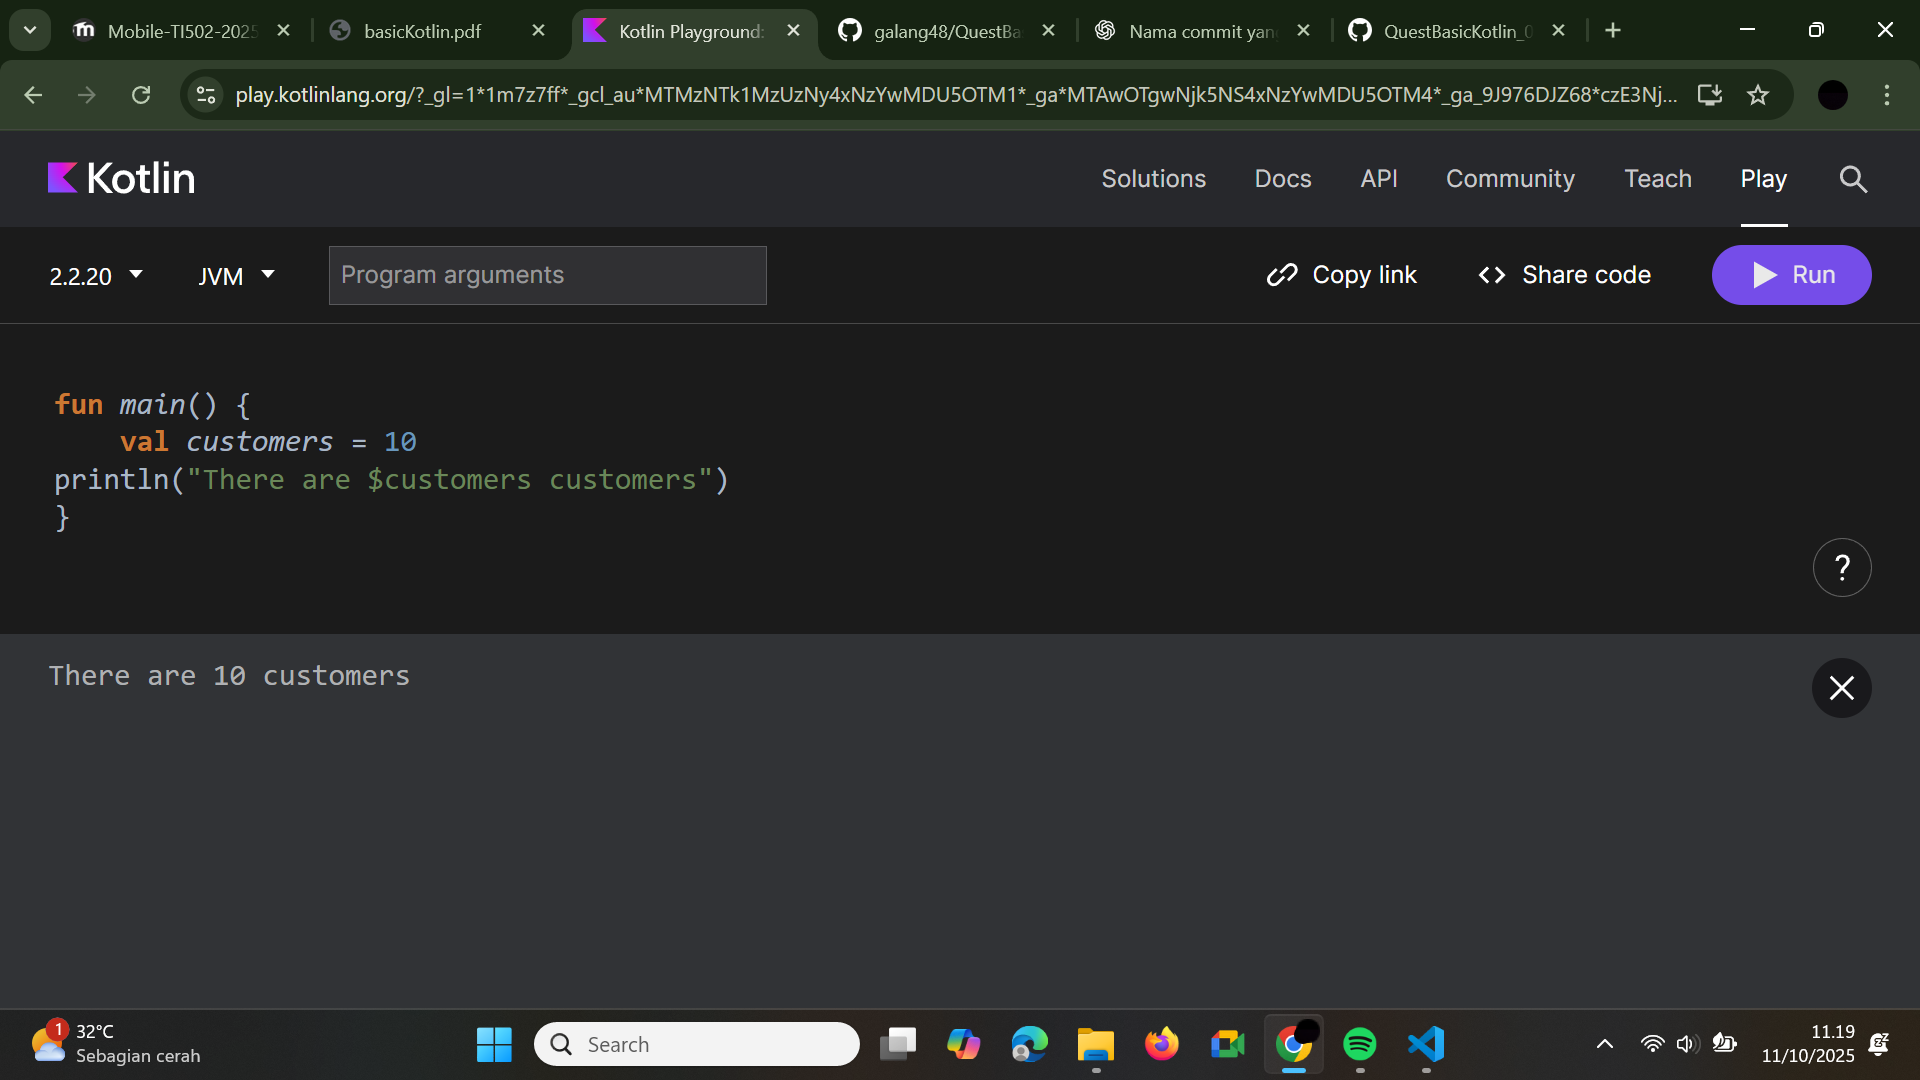 Mobile-TI502-2025
basicKotlin.pdf
Kotlin Playground:
galang48/QuestBa
Nama commit yan
QuestBasicKotlin_0
play.kotlinlang.org/?_gl=1*1m7z7ff*_gcl_au*MTMzNTk1MzUzNy4xNzYwMDU5OTM1*_ga*MTAwOTgwNjk5NS4xNzYwMDU5OTM4*_ga_9J976DJZ68*czE3Nj...
Kotlin
Solutions
Docs
API
Community
Teach
Play
2.2.20
JVM
Program arguments
Copy link
Share code
Run
fun main() {
val customers = 10
println("There are $customers customers")
}
?
There are 10 customers
1
32°C
Sebagian cerah
Search
11.19
11/10/2025